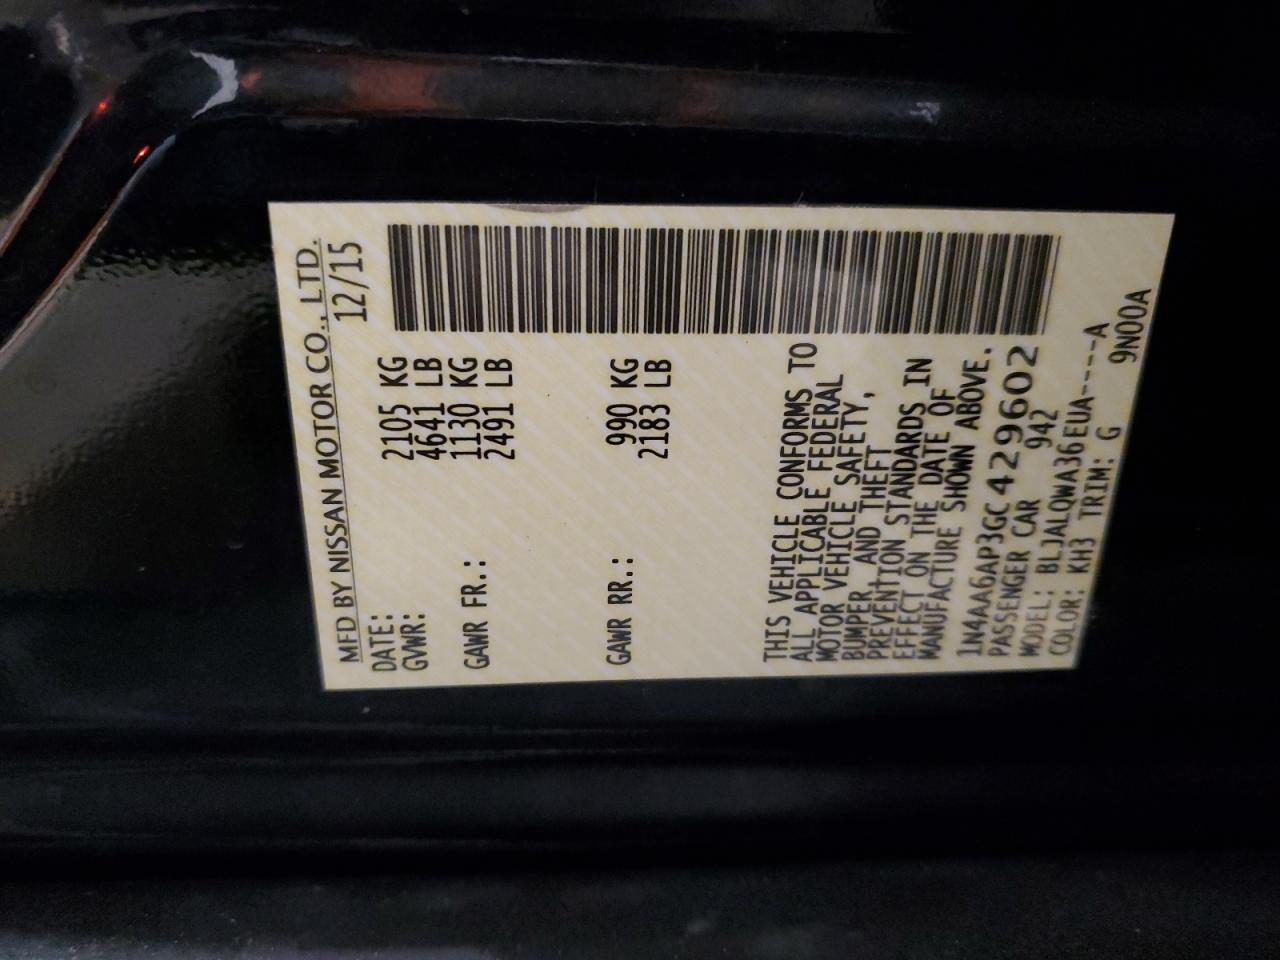 MFD BY NISSAN MOTOR CO., LTD.
DATE: 12/15
GVWR: 2105 KG
4641 LB
GAWR FR.: 1130 KG
2491 LB
GAWR RR.: 990 KG
2183 LB
THIS VEHICLE CONFORMS TO
ALL APPLICABLE FEDERAL
MOTOR VEHICLE SAFETY,
BUMPER, AND THEFT
PREVENTION STANDARDS IN
EFFECT ON THE DATE OF
MANUFACTURE SHOWN ABOVE.
1N4AA6AP3GC429602
PASSENGER CAR 942
MODEL: BLJALQWA36EUA----A
COLOR: KH3 TRIM: G 9N00A